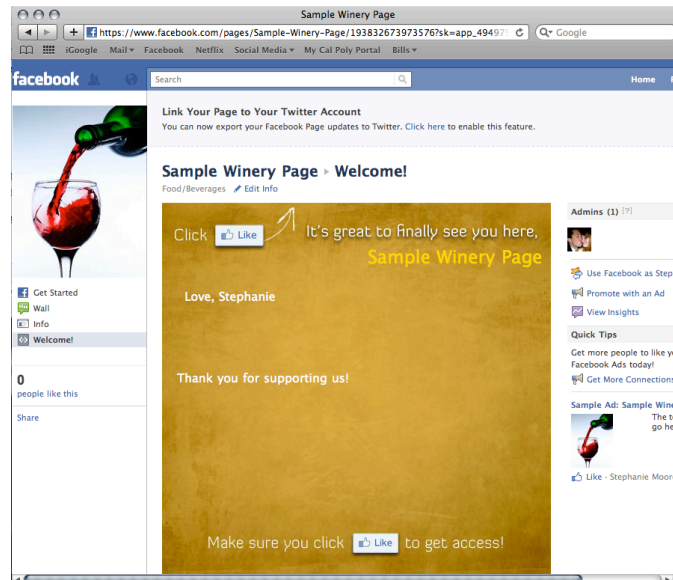 Sample Winery Page
https://www.facebook.com/pages/Sample-Winery-Page/193832673973576?sk=app_494975
Google
iGoogle Mail Facebook Netflix Social Media My Cal Poly Portal Bills
facebook
Search
Home
Link Your Page to Your Twitter Account
You can now export your Facebook Page updates to Twitter. Click here to enable this feature.
Sample Winery Page Welcome!
Food/Beverages Edit Info
Click Like It's great to finally see you here,
Sample Winery Page
Love, Stephanie
Thank you for supporting us!
Make sure you click Like to get access!
Get Started
Wall
Info
Welcome!
0
people like this
Share
Admins (1) [?]
Use Facebook as Step
Promote with an Ad
View Insights
Quick Tips
Get more people to like yo
Facebook Ads today!
Get More Connections
Sample Ad: Sample Wine
The te
go he
Like · Stephanie Moor